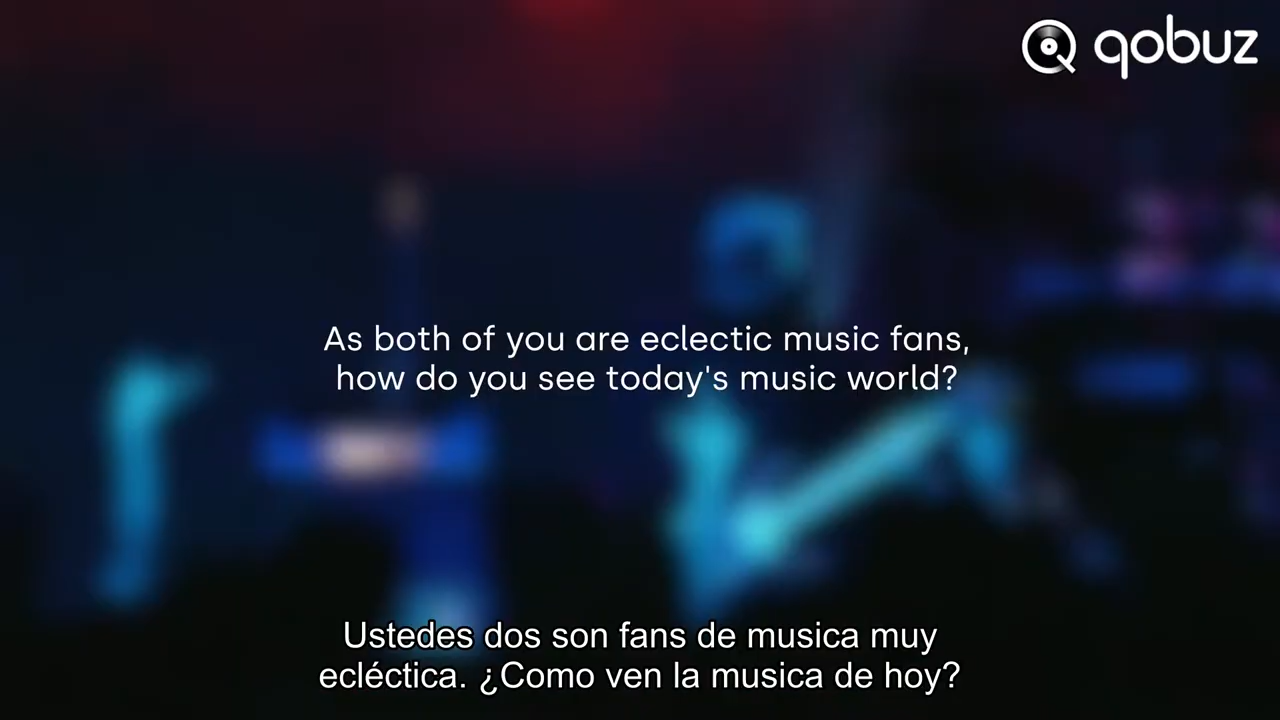 qobuz
As both of you are eclectic music fans,
how do you see today's music world?
Ustedes dos son fans de musica muy
ecléctica. ¿Como ven la musica de hoy?